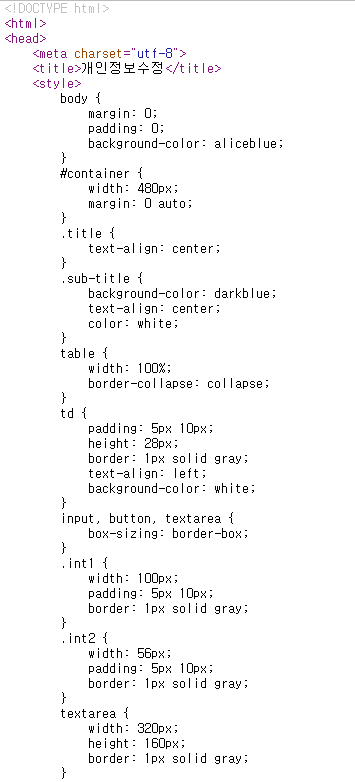 <!DOCTYPE html>
<html>
<head>
    <meta charset="utf-8">
    <title>개인정보수정</title>
    <style>
        body {
            margin: 0;
            padding: 0;
            background-color: aliceblue;
        }
        #container {
            width: 480px;
            margin: 0 auto;
        }
        .title {
            text-align: center;
        }
        .sub-title {
            background-color: darkblue;
            text-align: center;
            color: white;
        }
        table {
            width: 100%;
            border-collapse: collapse;
        }
        td {
            padding: 5px 10px;
            height: 28px;
            border: 1px solid gray;
            text-align: left;
            background-color: white;
        }
        input, button, textarea {
            box-sizing: border-box;
        }
        .int1 {
            width: 100px;
            padding: 5px 10px;
            border: 1px solid gray;
        }
        .int2 {
            width: 56px;
            padding: 5px 10px;
            border: 1px solid gray;
        }
        textarea {
            width: 320px;
            height: 160px;
            border: 1px solid gray;
        }